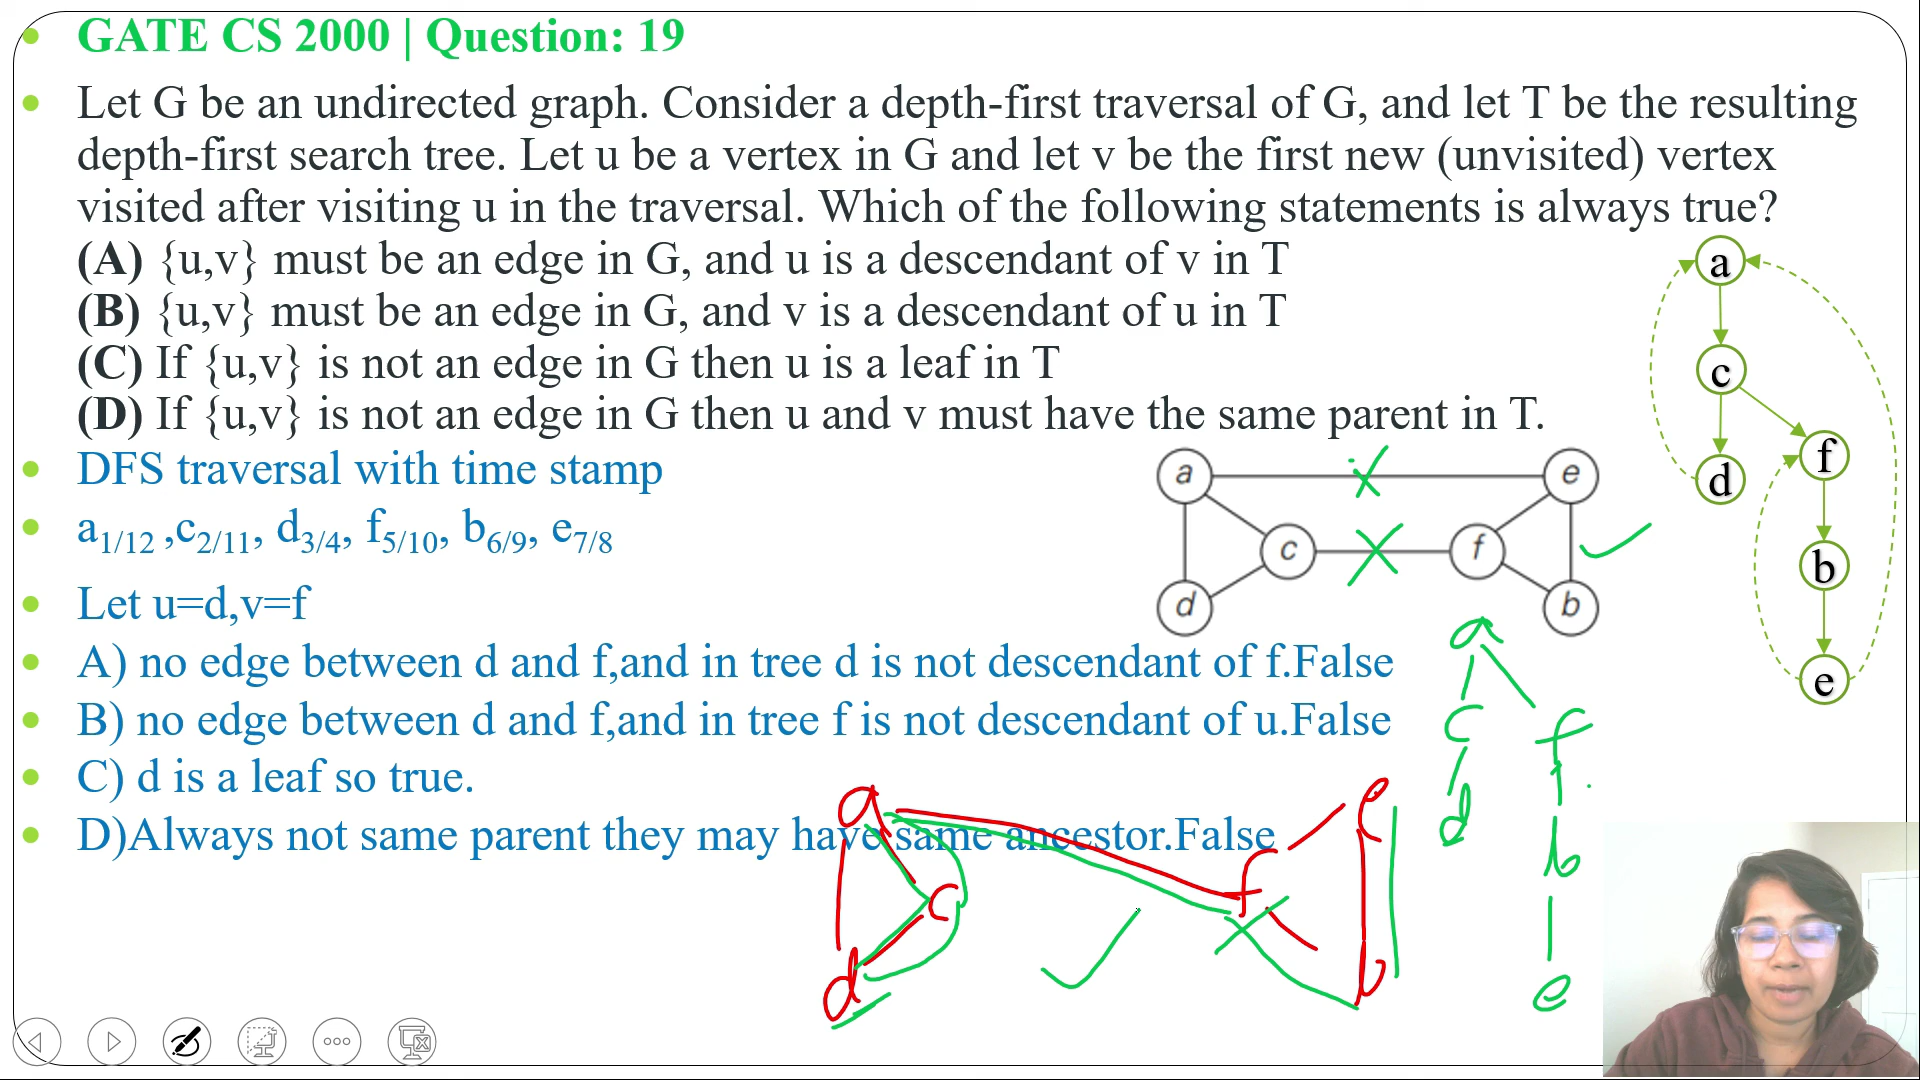 GATE CS 2000 | Question: 19
Let G be an undirected graph. Consider a depth-first traversal of G, and let T be the resulting
depth-first search tree. Let u be a vertex in G and let v be the first new (unvisited) vertex
visited after visiting u in the traversal. Which of the following statements is always true?
(A) {u,v} must be an edge in G, and u is a descendant of v in T
(B) {u,v} must be an edge in G, and v is a descendant of u in T
(C) If {u,v} is not an edge in G then u is a leaf in T
(D) If {u,v} is not an edge in G then u and v must have the same parent in T.
DFS traversal with time stamp
a1/12 ,c2/11, d3/4, f5/10, b6/9, e7/8
Let u=d,v=f
A) no edge between d and f,and in tree d is not descendant of f.False
B) no edge between d and f,and in tree f is not descendant of u.False
C) d is a leaf so true.
D)Always not same parent they may have same ancestor.False
a
e
c
f
d
b
a
c
f
d
b
e
a
c
f
d
b
e
a
e
c
f
d
b